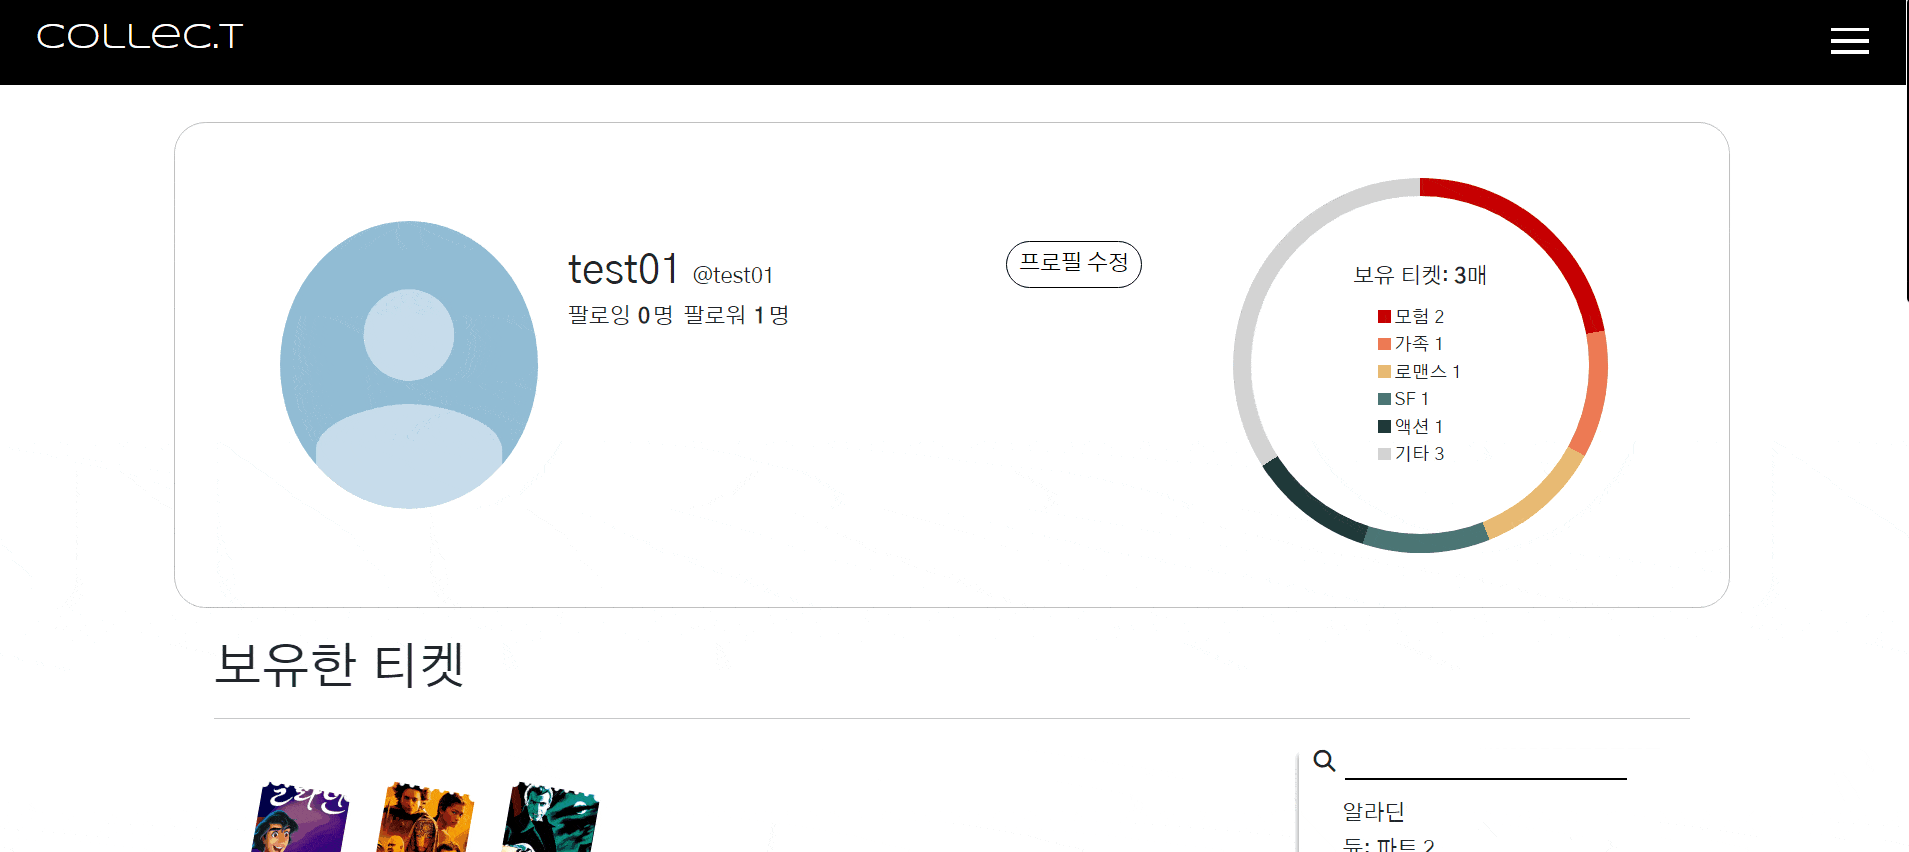 COLLEC.T
test01 @test01
팔로잉 0명 팔로워 1명
프로필 수정
보유 티켓: 3매
모험 2
가족 1
로맨스 1
SF 1
액션 1
기타 3
보유한 티켓
알라딘
듄: 파트 2